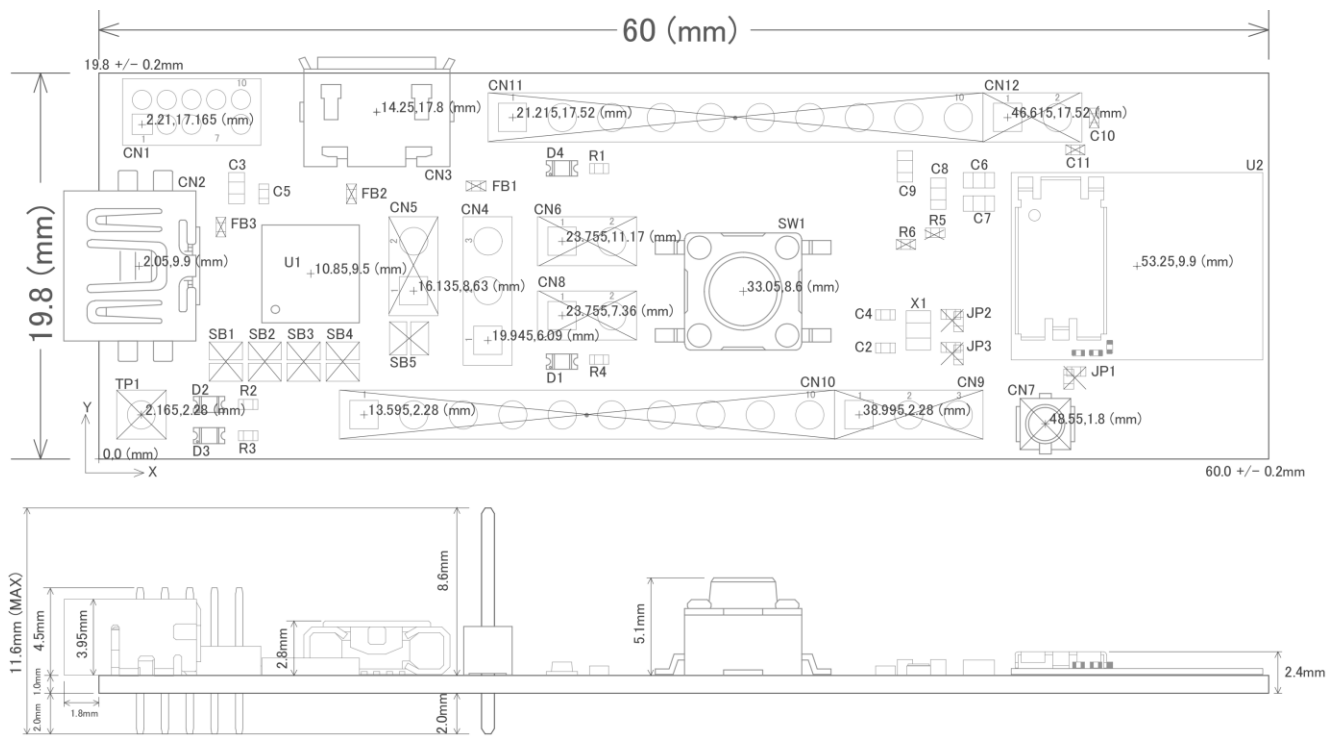 60 (mm)
19.8 +/- 0.2mm
10
2.21,17.165 (mm)
1
7
CN1
14.25,17.8 (mm)
CN3
CN11
1
21.215,17.52 (mm)
10
CN12
1
2
46.615,17.52 (mm)
C10
C11
D4
R1
C3
C5
CN2
FB3
FB2
FB1
C9
C8
C6
C7
R5
R6
U2
19.8 (mm)
2.05,9.9 (mm)
U1
10.85,9.5 (mm)
CN5
2
1
16.135,8.63 (mm)
CN4
3
1
19.945,6.09 (mm)
CN6
1
2
23.755,11.17 (mm)
CN8
1
2
23.755,7.36 (mm)
SW1
33.05,8.6 (mm)
53.25,9.9 (mm)
C4
C2
X1
JP2
JP3
JP1
SB1
SB2
SB3
SB4
SB5
D1
R4
TP1
2.165,2.28 (mm)
D2
R2
D3
R3
1
13.595,2.28 (mm)
CN10
10
CN9
1
2
3
38.995,2.28 (mm)
CN7
48.55,1.8 (mm)
Y
0,0 (mm)
X
60.0 +/- 0.2mm
11.6mm (MAX)
4.5mm
3.95mm
1.0mm
2.0mm
1.8mm
2.8mm
8.6mm
2.0mm
5.1mm
2.4mm